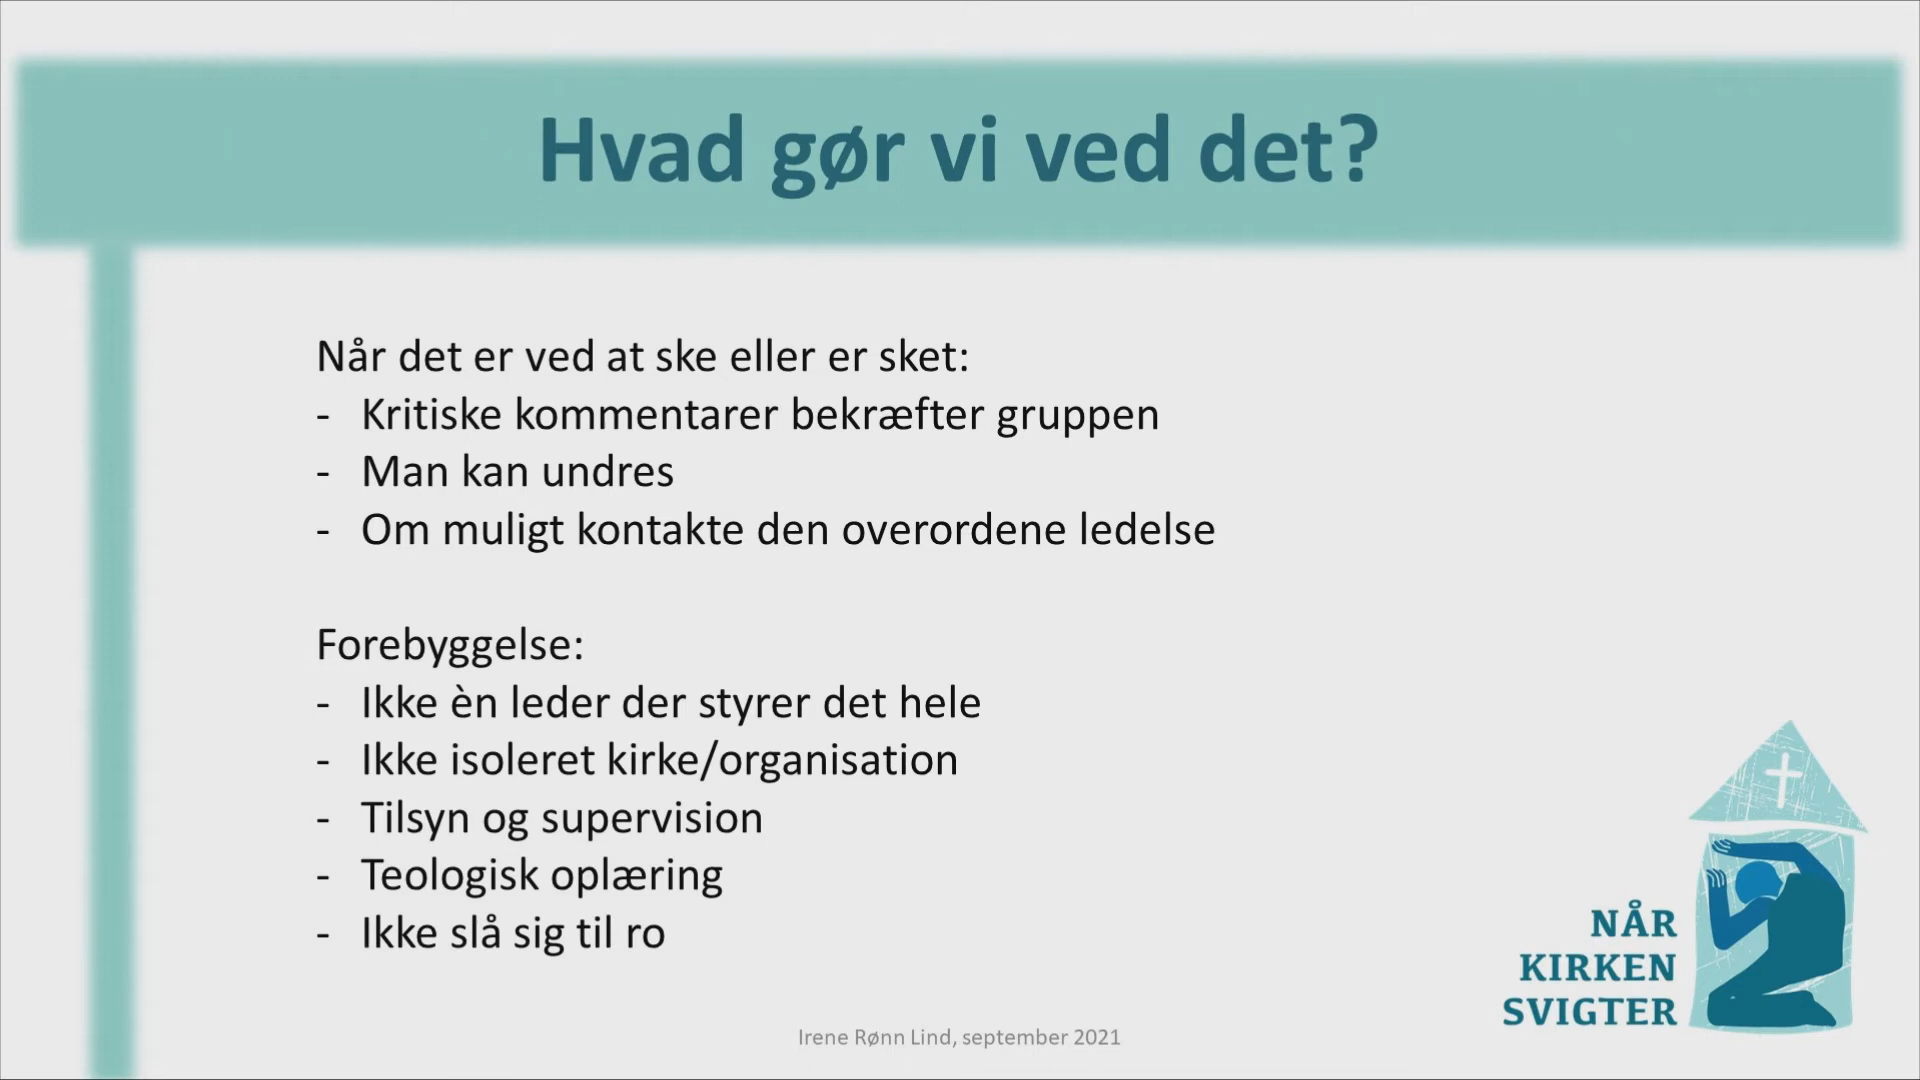 Hvad gør vi ved det?
Når det er ved at ske eller er sket:
- Kritiske kommentarer bekræfter gruppen
- Man kan undres
- Om muligt kontakte den overordene ledelse
Forebyggelse:
- Ikke èn leder der styrer det hele
- Ikke isoleret kirke/organisation
- Tilsyn og supervision
- Teologisk oplæring
- Ikke slå sig til ro
NÅR
KIRKEN
SVIGTER
Irene Rønn Lind, september 2021